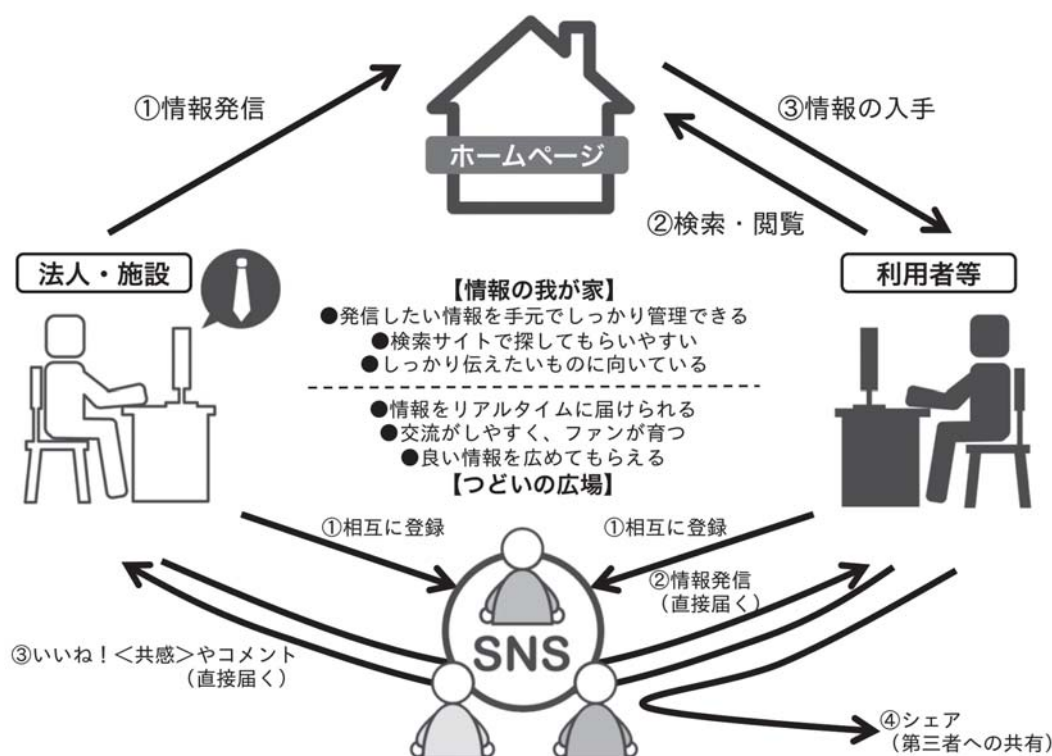 ①情報発信
③情報の入手
ホームページ
②検索・閲覧
法人・施設
利用者等
【情報の我が家】
●発信したい情報を手元でしっかり管理できる
●検索サイトで探してもらいやすい
●しっかり伝えたいものに向いている
●情報をリアルタイムに届けられる
●交流がしやすく、ファンが育つ
●良い情報を広めてもらえる
【つどいの広場】
①相互に登録
①相互に登録
②情報発信
（直接届く）
SNS
③いいね！＜共感＞やコメント
（直接届く）
④シェア
（第三者への共有）